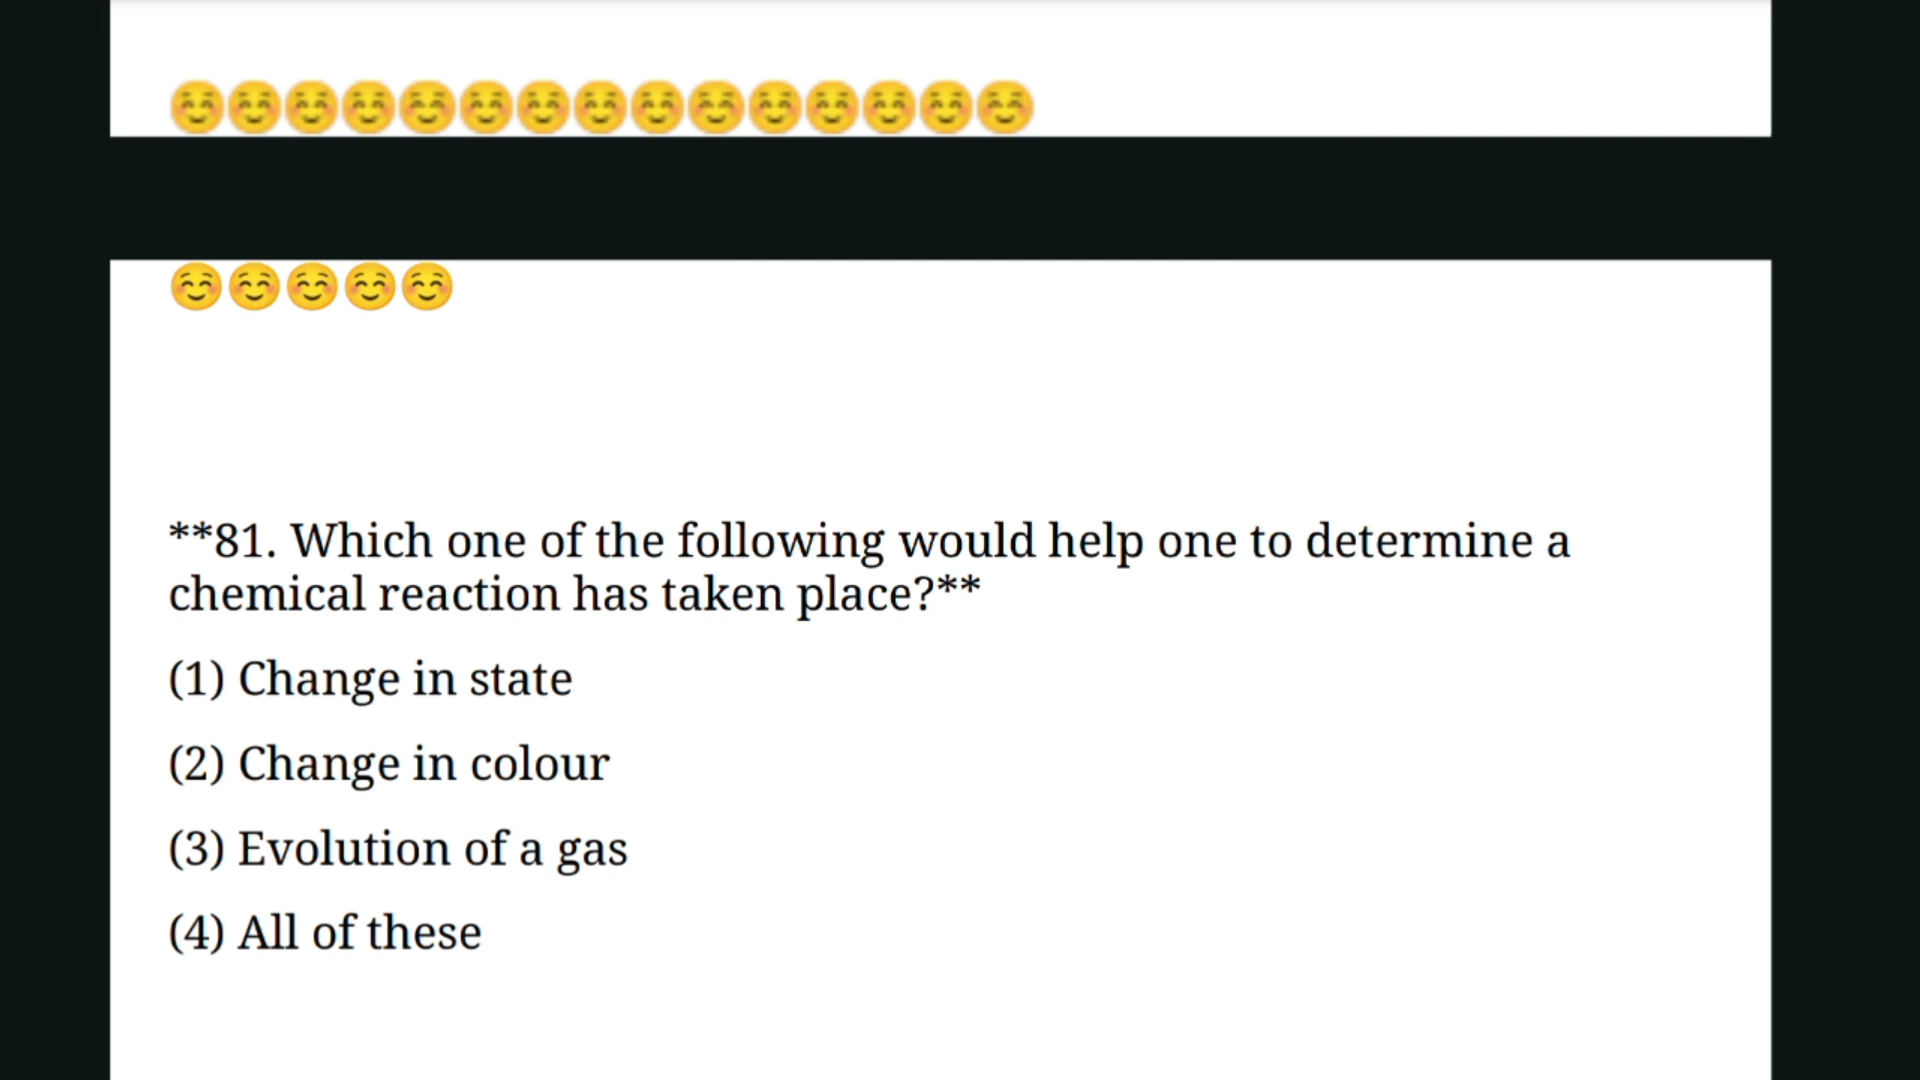 ☺️☺️☺️☺️☺️☺️☺️☺️☺️☺️☺️☺️☺️☺️☺️
☺️☺️☺️☺️☺️
**81. Which one of the following would help one to determine a
chemical reaction has taken place?**
(1) Change in state
(2) Change in colour
(3) Evolution of a gas
(4) All of these